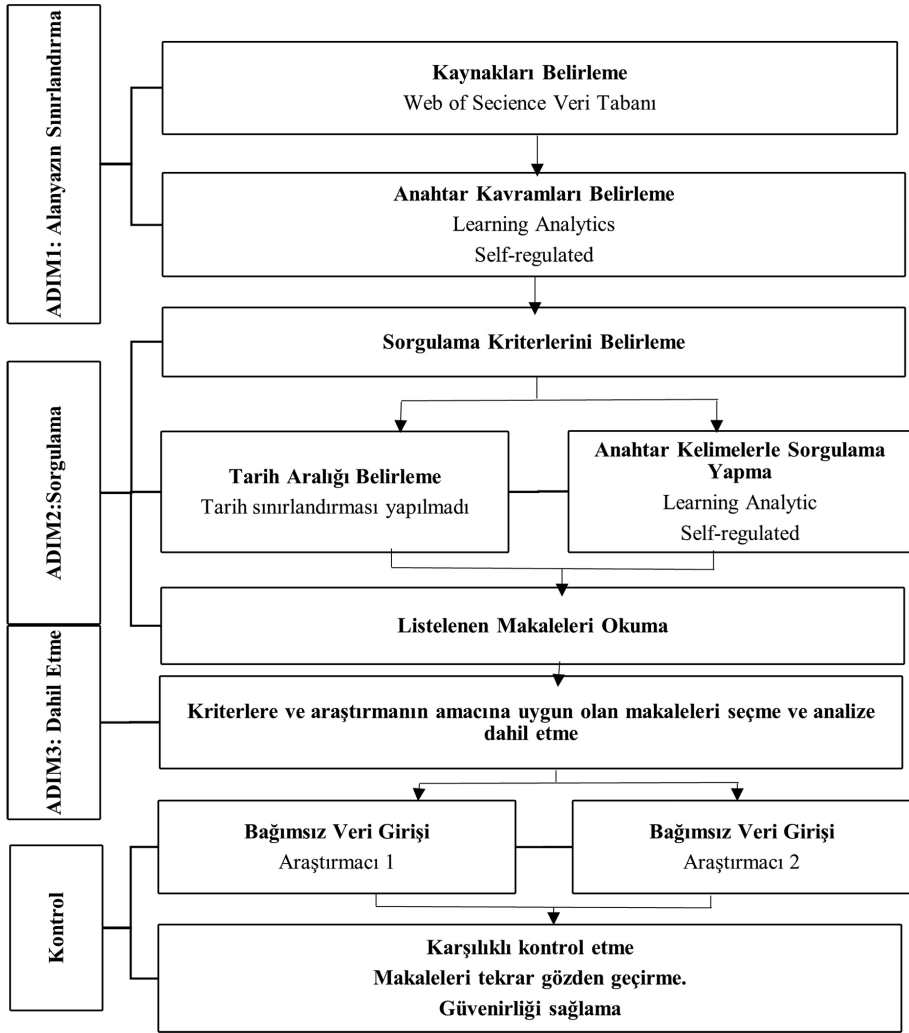 ADIM1: Alanyazın Sınırlandırma
Kaynakları Belirleme
Web of Secience Veri Tabanı
Anahtar Kavramları Belirleme
Learning Analytics
Self-regulated
ADIM2:Sorgulama
Sorgulama Kriterlerini Belirleme
Tarih Aralığı Belirleme
Tarih sınırlandırması yapılmadı
Anahtar Kelimelerle Sorgulama
Yapma
Learning Analytic
Self-regulated
Listelenen Makaleleri Okuma
ADIM3: Dahil Etme
Kriterlere ve araştırmanın amacına uygun olan makaleleri seçme ve analize
dahil etme
Kontrol
Bağımsız Veri Girişi
Araştırmacı 1
Bağımsız Veri Girişi
Araştırmacı 2
Karşılıklı kontrol etme
Makaleleri tekrar gözden geçirme.
Güvenirliği sağlama